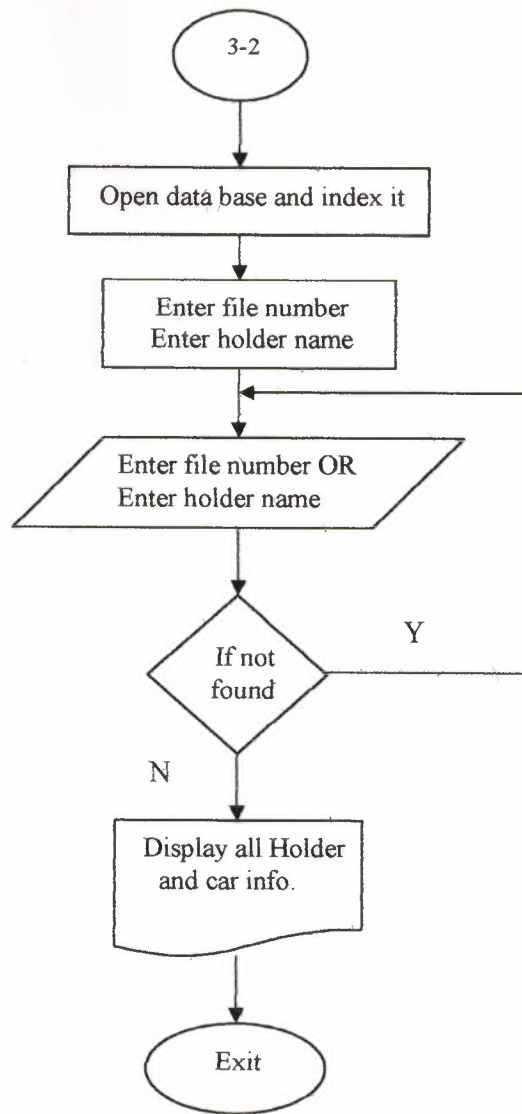 3-2
Open data base and index it
Enter file number
Enter holder name
Enter file number OR
Enter holder name
If not
found
Y
N
Display all Holder
and car info.
Exit